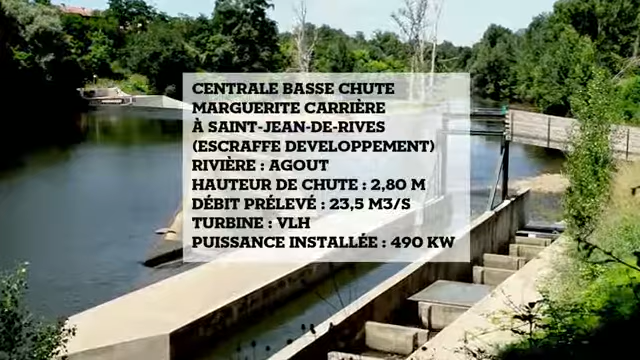 CENTRALE BASSE CHUTE
MARGUERITE CARRIÈRE
À SAINT-JEAN-DE-RIVES
(ESCRAFFE DEVELOPPEMENT)
RIVIÈRE : AGOUT
HAUTEUR DE CHUTE : 2,80 M
DÉBIT PRÉLEVÉ : 23,5 M3/S
TURBINE : VLH
PUISSANCE INSTALLÉE : 490 KW